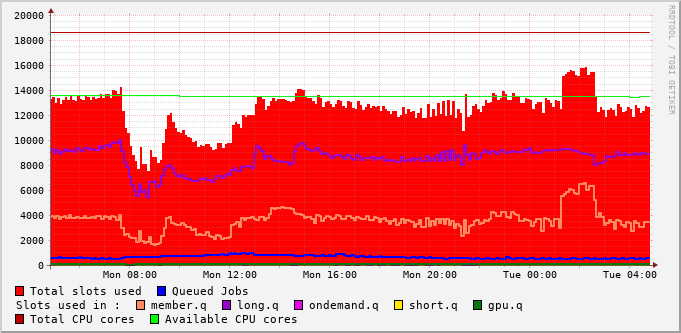 20000
18000
16000
14000
12000
10000
8000
6000
4000
2000
0
Mon 08:00 Mon 12:00 Mon 16:00 Mon 20:00 Tue 00:00 Tue 04:00
RRDTOOL / TOBI OETIKER
Total slots used Queued Jobs
Slots used in : member.q long.q ondemand.q short.q gpu.q
Total CPU cores Available CPU cores